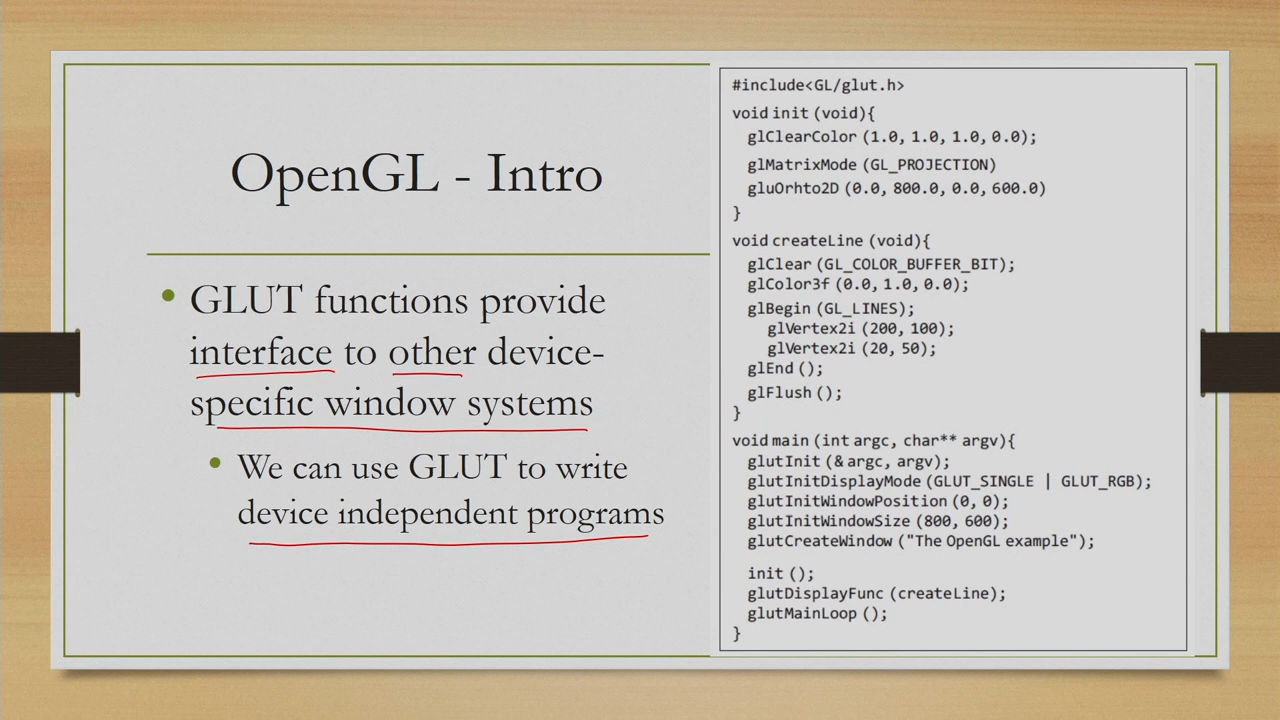 OpenGL - Intro
GLUT functions provide
interface to other device-
specific window systems
We can use GLUT to write
device independent programs
#include<GL/glut.h>
void init (void){
glClearColor (1.0, 1.0, 1.0, 0.0);
glMatrixMode (GL_PROJECTION)
gluOrhto2D (0.0, 800.0, 0.0, 600.0)
}
void createLine (void){
glClear (GL_COLOR_BUFFER_BIT);
glColor3f (0.0, 1.0, 0.0);
glBegin (GL_LINES);
glVertex2i (200, 100);
glVertex2i (20, 50);
glEnd ();
glFlush ();
}
void main (int argc, char** argv){
glutInit (& argc, argv);
glutInitDisplayMode (GLUT_SINGLE | GLUT_RGB);
glutInitWindowPosition (0, 0);
glutInitWindowSize (800, 600);
glutCreateWindow ("The OpenGL example");
init ();
glutDisplayFunc (createLine);
glutMainLoop ();
}